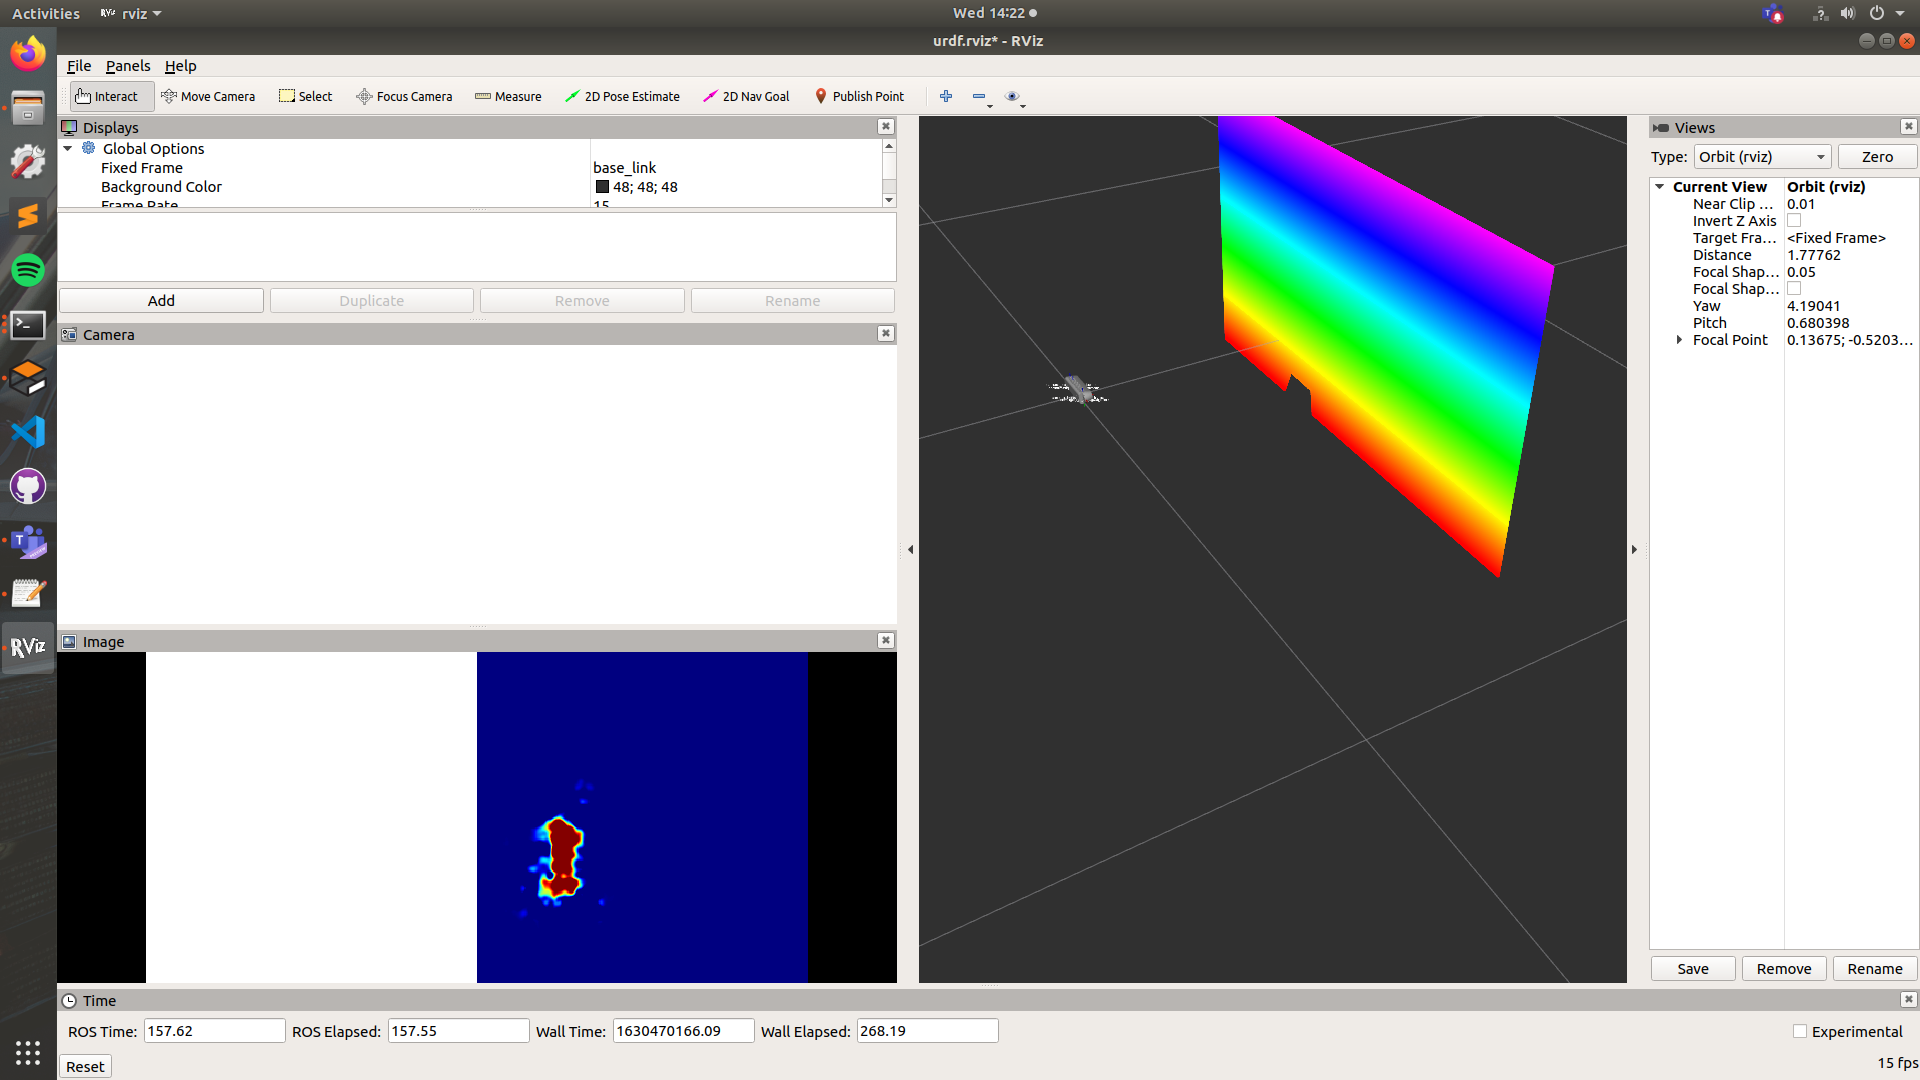 Activities RViz rviz Wed 14:22
urdf.rviz* - RViz
File Panels Help
Interact Move Camera Select Focus Camera Measure 2D Pose Estimate 2D Nav Goal Publish Point
Displays
Global Options
Fixed Frame base_link
Background Color 48; 48; 48
Frame Rate 15
Add Duplicate Remove Rename
Camera
Image
RViz
Views
Type: Orbit (rviz) Zero
Current View Orbit (rviz)
Near Clip ... 0.01
Invert Z Axis
Target Fra... <Fixed Frame>
Distance 1.77762
Focal Shap... 0.05
Focal Shap...
Yaw 4.19041
Pitch 0.680398
Focal Point 0.13675; -0.5203...
Save Remove Rename
Time
ROS Time: 157.62 ROS Elapsed: 157.55 Wall Time: 1630470166.09 Wall Elapsed: 268.19 Experimental
Reset 15 fps